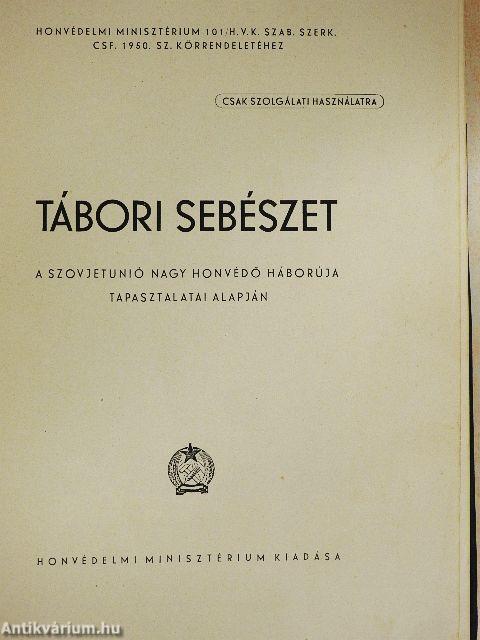 HONVÉDELMI MINISZTÉRIUM 101/H.V.K. SZAB. SZERK.
CSF. 1950. SZ. KÖRRENDELETÉHEZ
CSAK SZOLGÁLATI HASZNÁLATRA
TÁBORI SEBÉSZET
A SZOVJETUNIÓ NAGY HONVÉDŐ HÁBORÚJA
TAPASZTALATAI ALAPJÁN
HONVÉDELMI MINISZTÉRIUM KIADÁSA
Antikvárium.hu